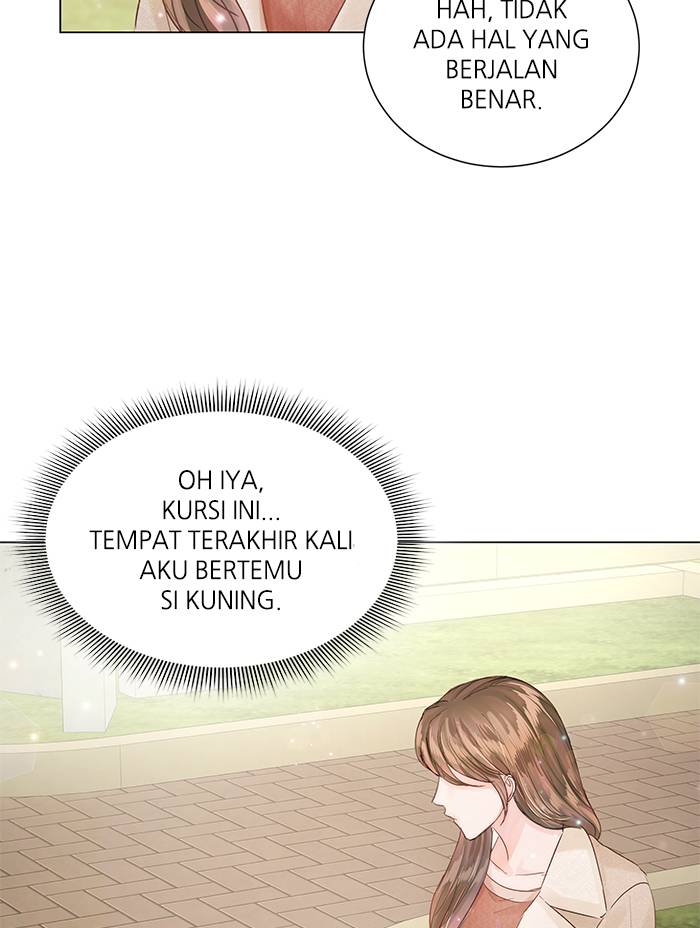 HAH, TIDAK
ADA HAL YANG
BERJALAN
BENAR.
OH IYA,
KURSI INI...
TEMPAT TERAKHIR KALI
AKU BERTEMU
SI KUNING.